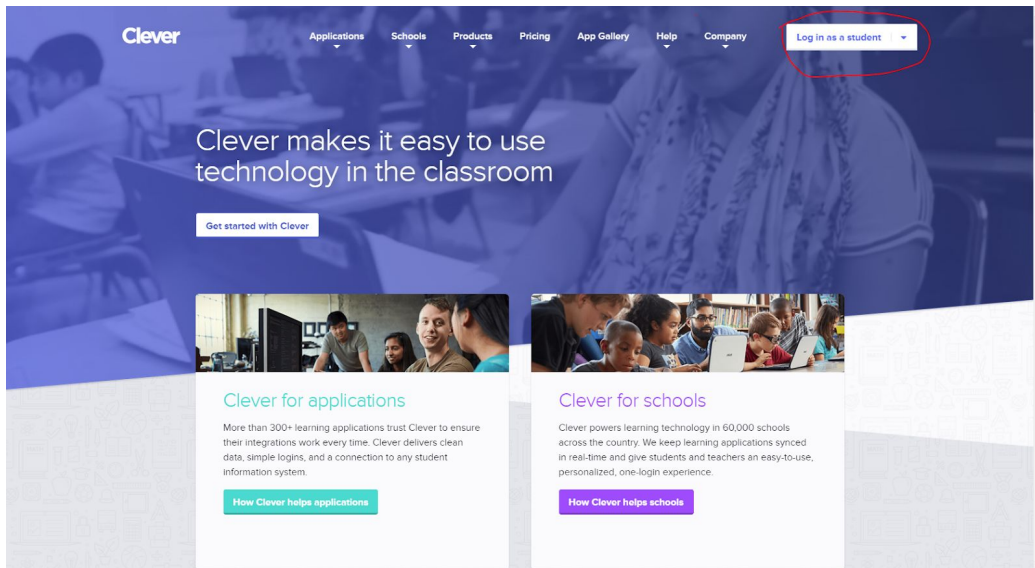 Clever
Applications Schools Products Pricing App Gallery Help Company
Log in as a student
Clever makes it easy to use
technology in the classroom
Get started with Clever
Clever for applications
More than 300+ learning applications trust Clever to ensure
their integrations work every time. Clever delivers clean
data, simple logins, and a connection to any student
information system.
How Clever helps applications
Clever for schools
Clever powers learning technology in 60,000 schools
across the country. We keep learning applications synced
in real-time and give students and teachers an easy-to-use,
personalized, one-login experience.
How Clever helps schools